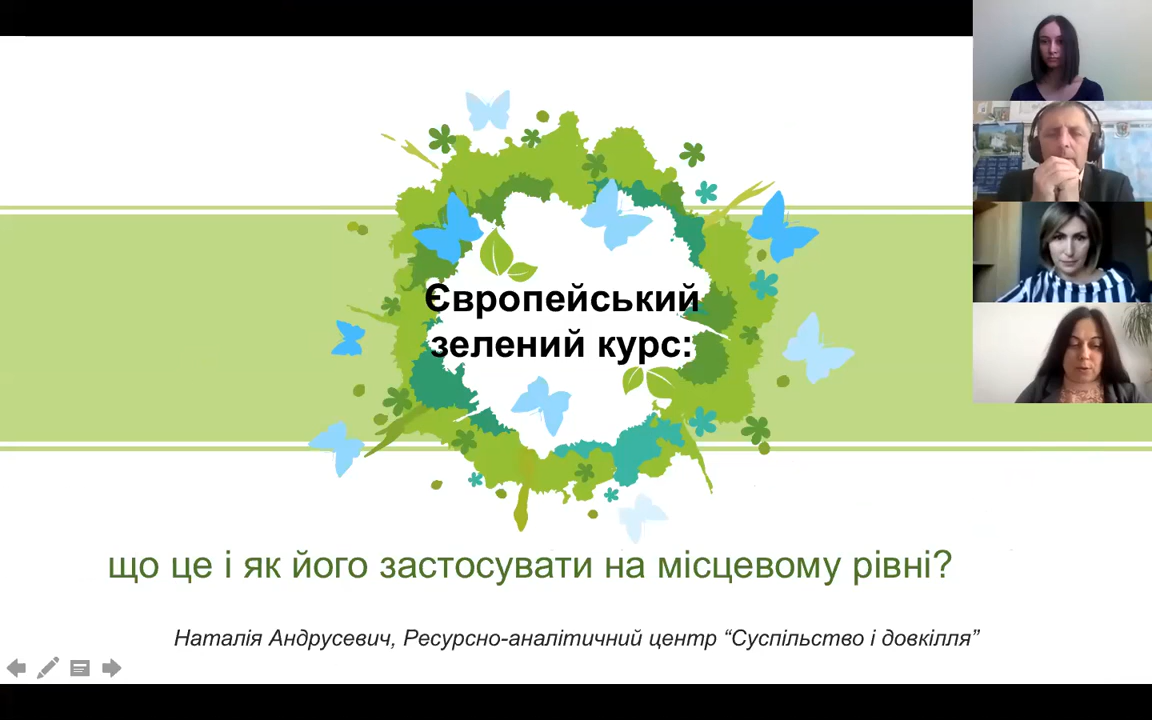 Європейський
зелений курс:
що це і як його застосувати на місцевому рівні?
Наталія Андрусевич, Ресурсно-аналітичний центр “Суспільство і довкілля”